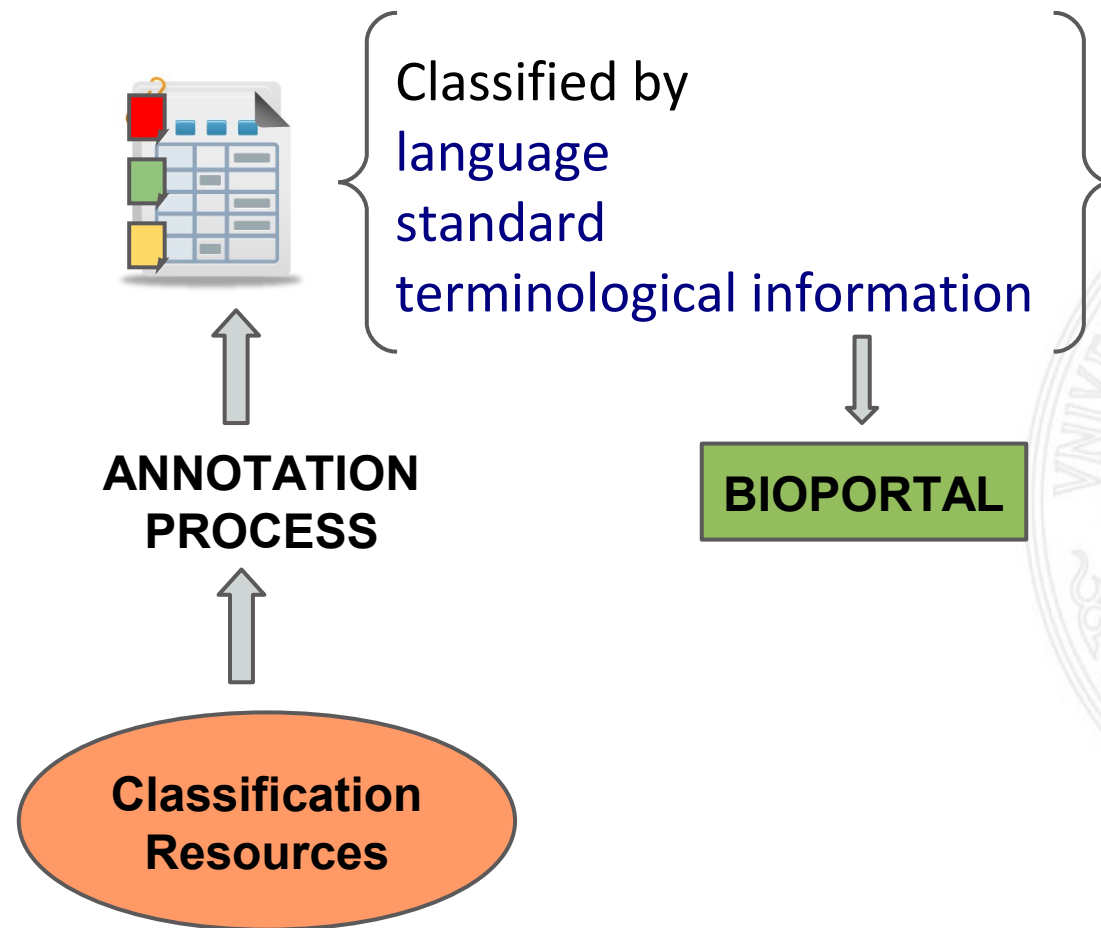 Classified by
language
standard
terminological information
ANNOTATION
PROCESS
BIOPORTAL
Classification
Resources